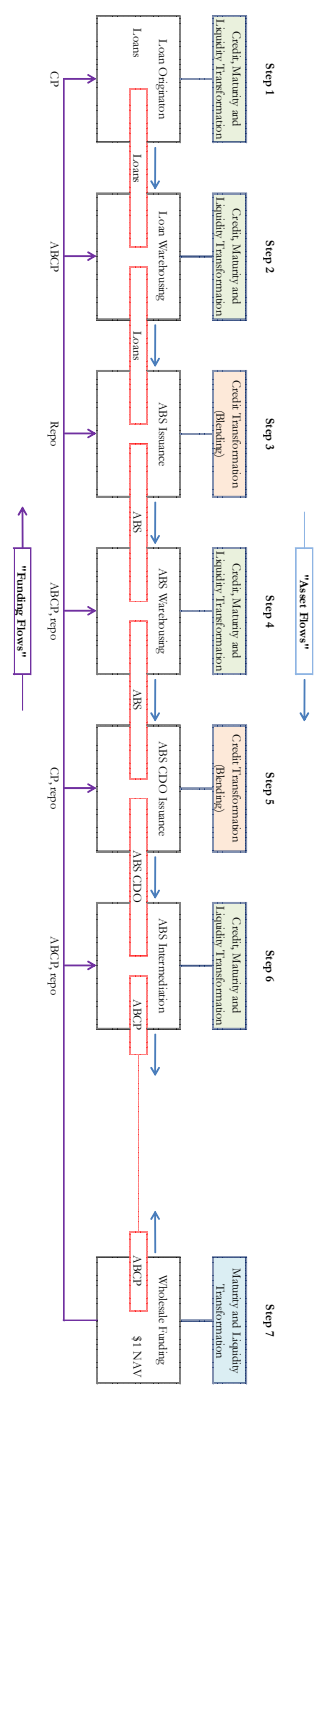 "Asset Flows"
Step 1
Step 2
Step 3
Step 4
Step 5
Step 6
Step 7
Credit, Maturity and
Liquidity Transformation
Credit, Maturity and
Liquidity Transformation
Credit Transformation
(Blending)
Credit, Maturity and
Liquidity Transformation
Credit Transformation
(Blending)
Credit, Maturity and
Liquidity Transformation
Maturity and Liquidity
Transformation
Loan Origination
Loan Warehousing
ABS Issuance
ABS Warehousing
ABS CDO Issuance
ABS Intermediation
Wholesale Funding
Loans
Loans
Loans
ABS
ABS
ABS CDO
ABCP
ABCP
$1 NAV
CP
ABCP
Repo
ABCP, repo
CP, repo
ABCP, repo
"Funding Flows"